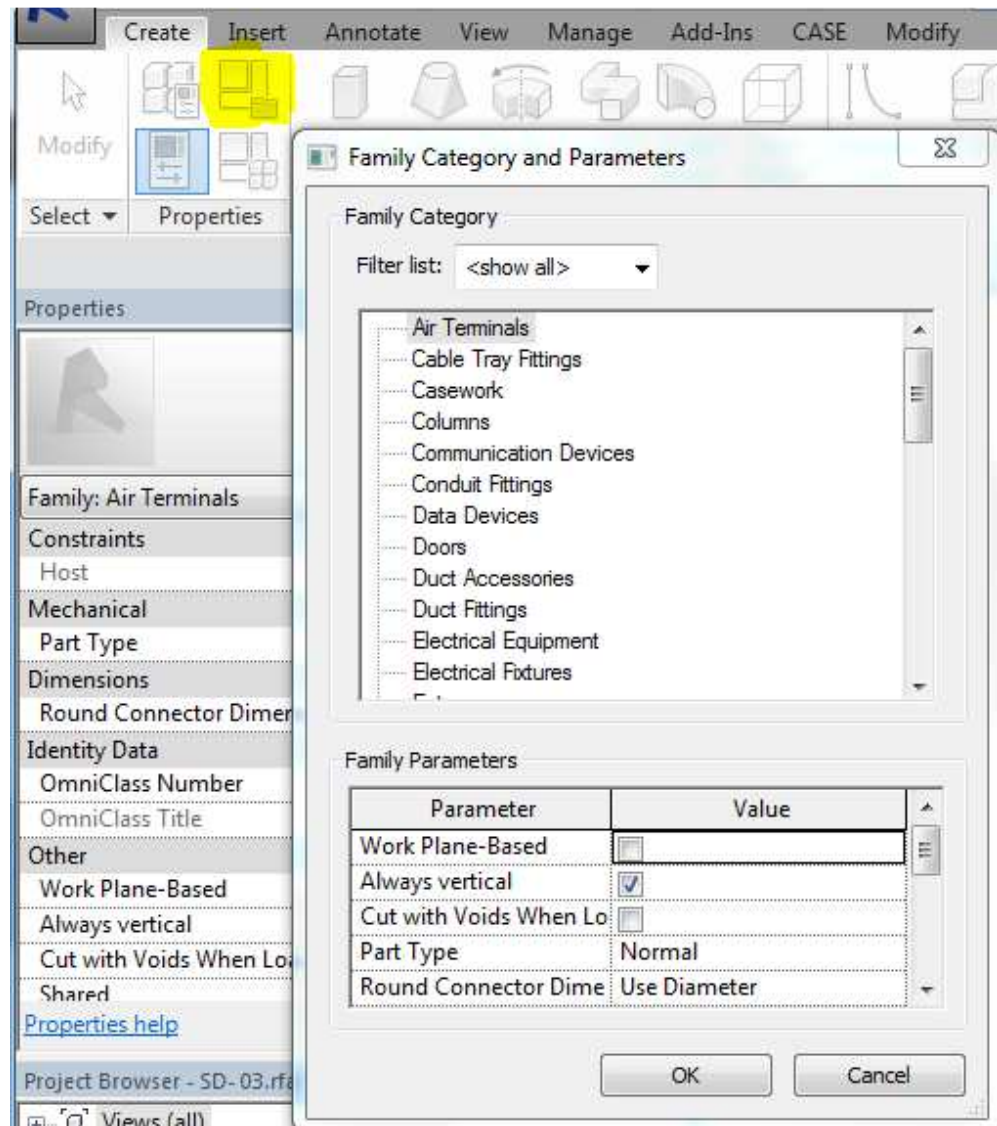 Create Insert Annotate View Manage Add-Ins CASE Modify
Modify
Select Properties
Properties
Family: Air Terminals
Constraints
Host
Mechanical
Part Type
Dimensions
Round Connector Dimer
Identity Data
OmniClass Number
OmniClass Title
Other
Work Plane-Based
Always vertical
Cut with Voids When Loa
Shared
Properties help
Project Browser - SD- 03.rfa
Views (all)
Family Category and Parameters
Family Category
Filter list: <show all>
Air Terminals
Cable Tray Fittings
Casework
Columns
Communication Devices
Conduit Fittings
Data Devices
Doors
Duct Accessories
Duct Fittings
Electrical Equipment
Electrical Fixtures
Family Parameters
Parameter Value
Work Plane-Based
Always vertical
Cut with Voids When Lo
Part Type Normal
Round Connector Dime Use Diameter
OK Cancel